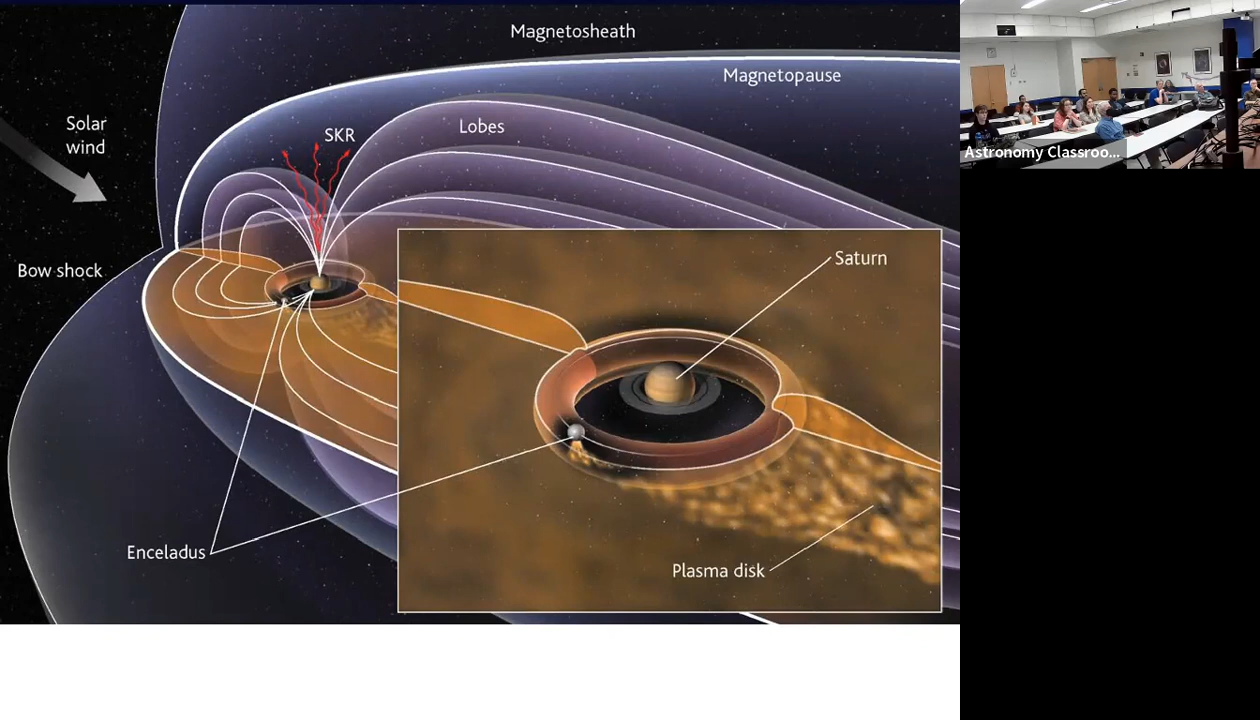 Magnetosheath
Magnetopause
Solar
wind
SKR
Lobes
Bow shock
Saturn
Enceladus
Plasma disk
Astronomy Classroo...